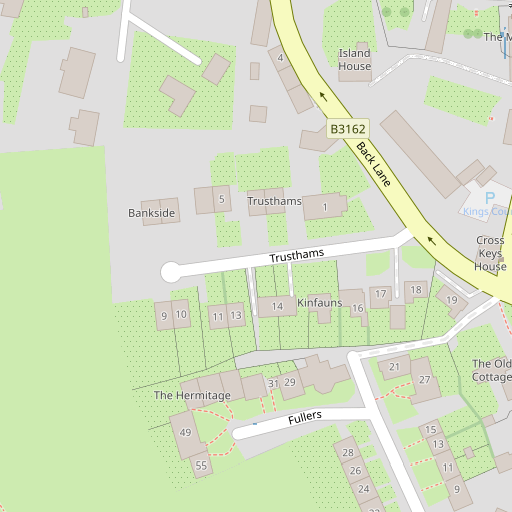 The M
Island
House
4
B3162
Back Lane
P
Kings Cour
5
Trusthams
1
Bankside
Cross
Keys
House
Trusthams
9
10
11
13
14
Kinfauns
16
17
18
19
The Hermitage
31
29
21
27
The Old
Cottage
Fullers
49
55
15
13
11
9
28
26
24